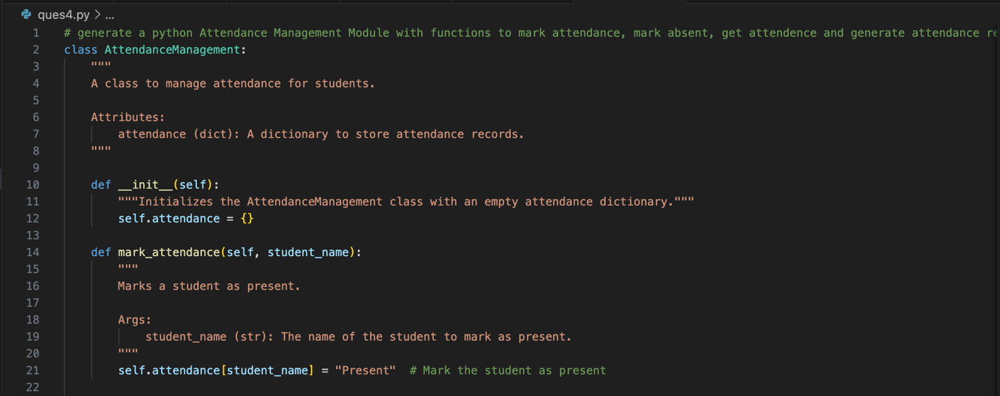 ques4.py > ...
1 # generate a python Attendance Management Module with functions to mark attendance, mark absent, get attendence and generate attendance
2 class AttendanceManagement:
3 """
4 A class to manage attendance for students.
5
6 Attributes:
7 attendance (dict): A dictionary to store attendance records.
8 """
9
10 def __init__(self):
11 """Initializes the AttendanceManagement class with an empty attendance dictionary."""
12 self.attendance = {}
13
14 def mark_attendance(self, student_name):
15 """
16 Marks a student as present.
17
18 Args:
19 student_name (str): The name of the student to mark as present.
20 """
21 self.attendance[student_name] = "Present" # Mark the student as present
22